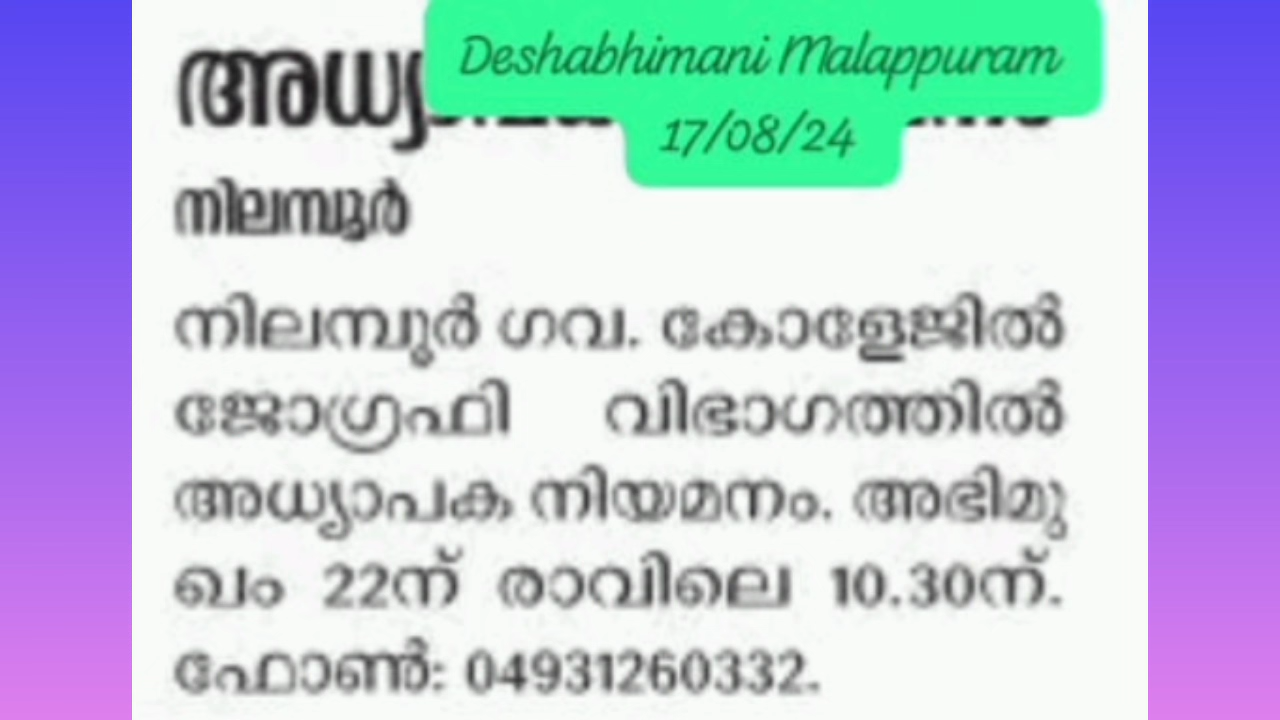 Deshabhimani Malappuram
17/08/24
നിലമ്പൂർ
നിലമ്പൂർ ഗവ. കോളേജിൽ
ജോഗ്രഫി വിഭാഗത്തിൽ
അധ്യാപക നിയമനം. അഭിമു
ഖം 22ന് രാവിലെ 10.30ന്.
ഫോൺ: 04931260332.